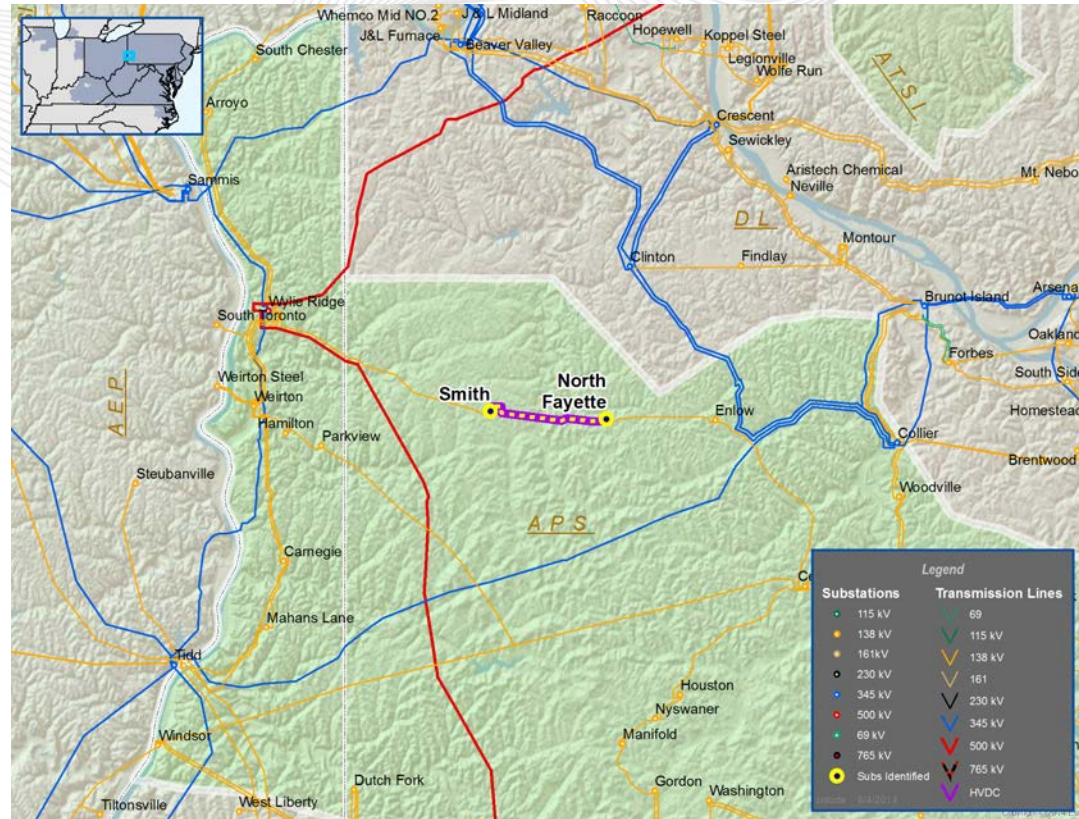 Whemco Mid NO.2
J & L Midland
Raccoon
J&L Furnace
Beaver Valley
Hopewell
Koppel Steel
South Chester
Legionville
Wolfe Run
ATSI
Arroyo
Crescent
Sewickley
Sammis
Aristech Chemical
Mt. Nebo
Neville
DL
Montour
Clinton
Findlay
Wylie Ridge
South Toronto
Brunot Island
Arsena
Oakland
Forbes
Weirton Steel
South Side
Smith
North
Fayette
Weirton
Enlow
Homestead
Hamilton
AEP
Parkview
Collier
Brentwood
Steubanville
Woodville
APS
Carnegie
Legend
Substations
Transmission Lines
115 kV
69
138 kV
115 kV
161kV
138 kV
230 kV
161
345 kV
230 kV
500 kV
345 kV
69 kV
500 kV
765 kV
765 kV
Subs Identified
HVDC
Mahans Lane
Tidd
Houston
Nyswaner
Manifold
Windsor
Dutch Fork
Gordon
Washington
Tiltonsville
West Liberty